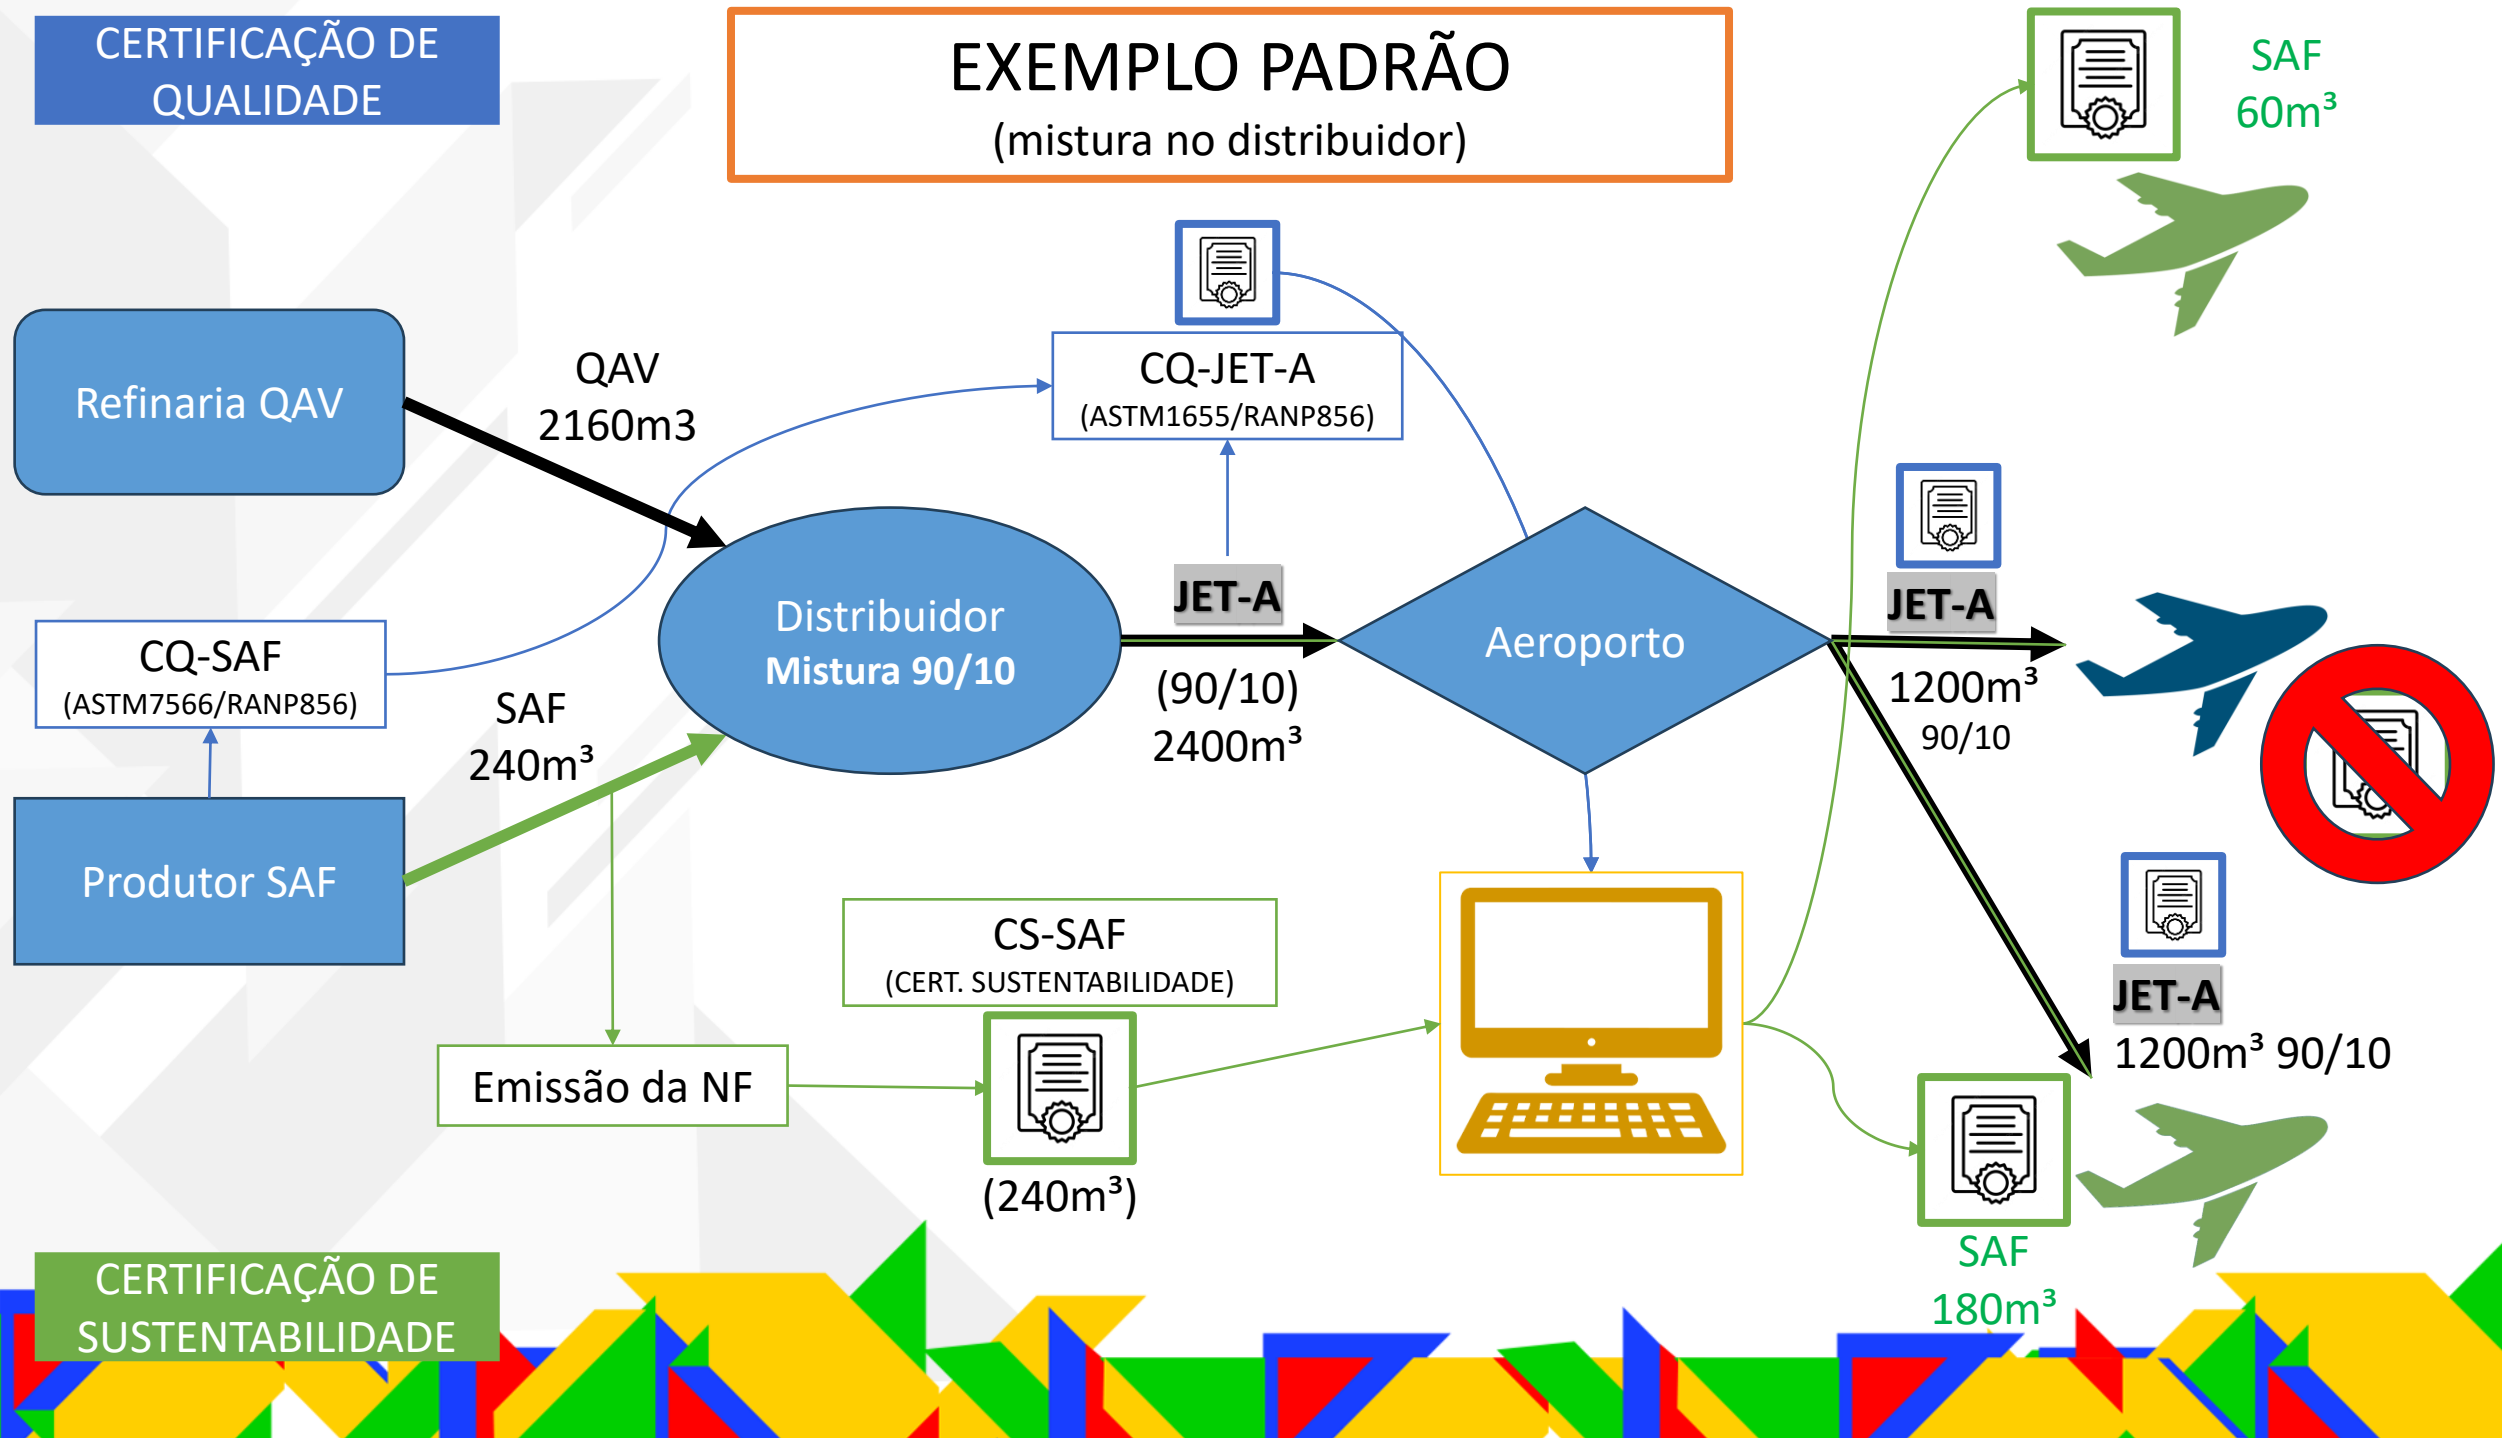 CERTIFICAÇÃO DE
QUALIDADE
EXEMPLO PADRÃO
(mistura no distribuidor)
SAF
60m³
Refinaria QAV
QAV
2160m3
CQ-JET-A
(ASTM1655/RANP856)
JET-A
Distribuidor
Mistura 90/10
(90/10)
2400m³
Aeroporto
JET-A
1200m³
90/10
CQ-SAF
(ASTM7566/RANP856)
SAF
240m³
Produtor SAF
CS-SAF
(CERT. SUSTENTABILIDADE)
Emissão da NF
(240m³)
JET-A
1200m³ 90/10
SAF
180m³
CERTIFICAÇÃO DE
SUSTENTABILIDADE